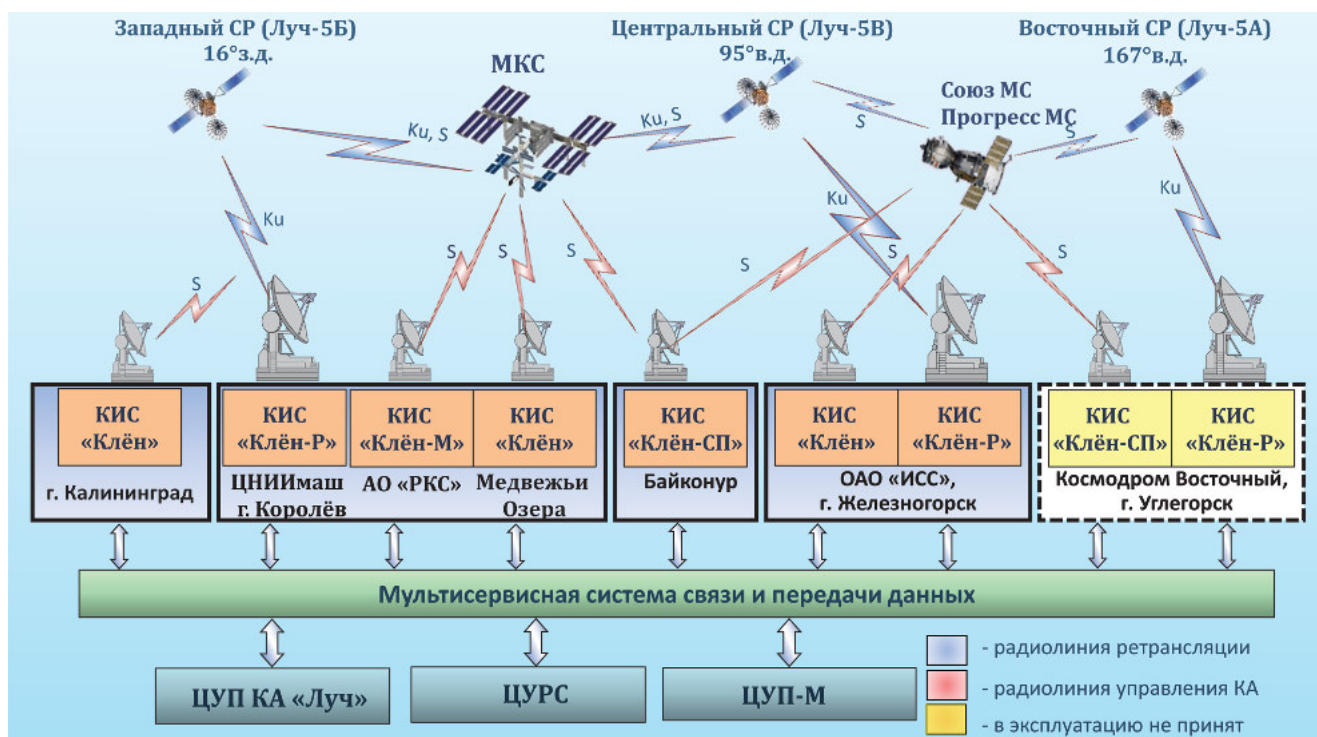 Западный СР (Луч-5Б)
16°з.д.
Центральный СР (Луч-5В)
95°в.д.
Восточный СР (Луч-5А)
167°в.д.
МКС
Союз МС
Прогресс МС
Ku, S
Ku, S
S
S
Ku
Ku
S
S
S
S
S
S
S
КИС
«Клён»
г. Калининград
КИС
«Клён-Р»
ЦНИИмаш
г. Королёв
КИС
«Клён-М»
АО «РКС»
КИС
«Клён»
Медвежьи
Озера
КИС
«Клён-СП»
Байконур
КИС
«Клён»
КИС
«Клён-Р»
ОАО «ИСС»,
г. Железногорск
КИС
«Клён-СП»
КИС
«Клён-Р»
Космодром Восточный,
г. Углегорск
Мультисервисная система связи и передачи данных
ЦУП КА «Луч»
ЦУРС
ЦУП-М
- радиолиния ретрансляции
- радиолиния управления КА
- в эксплуатацию не принят